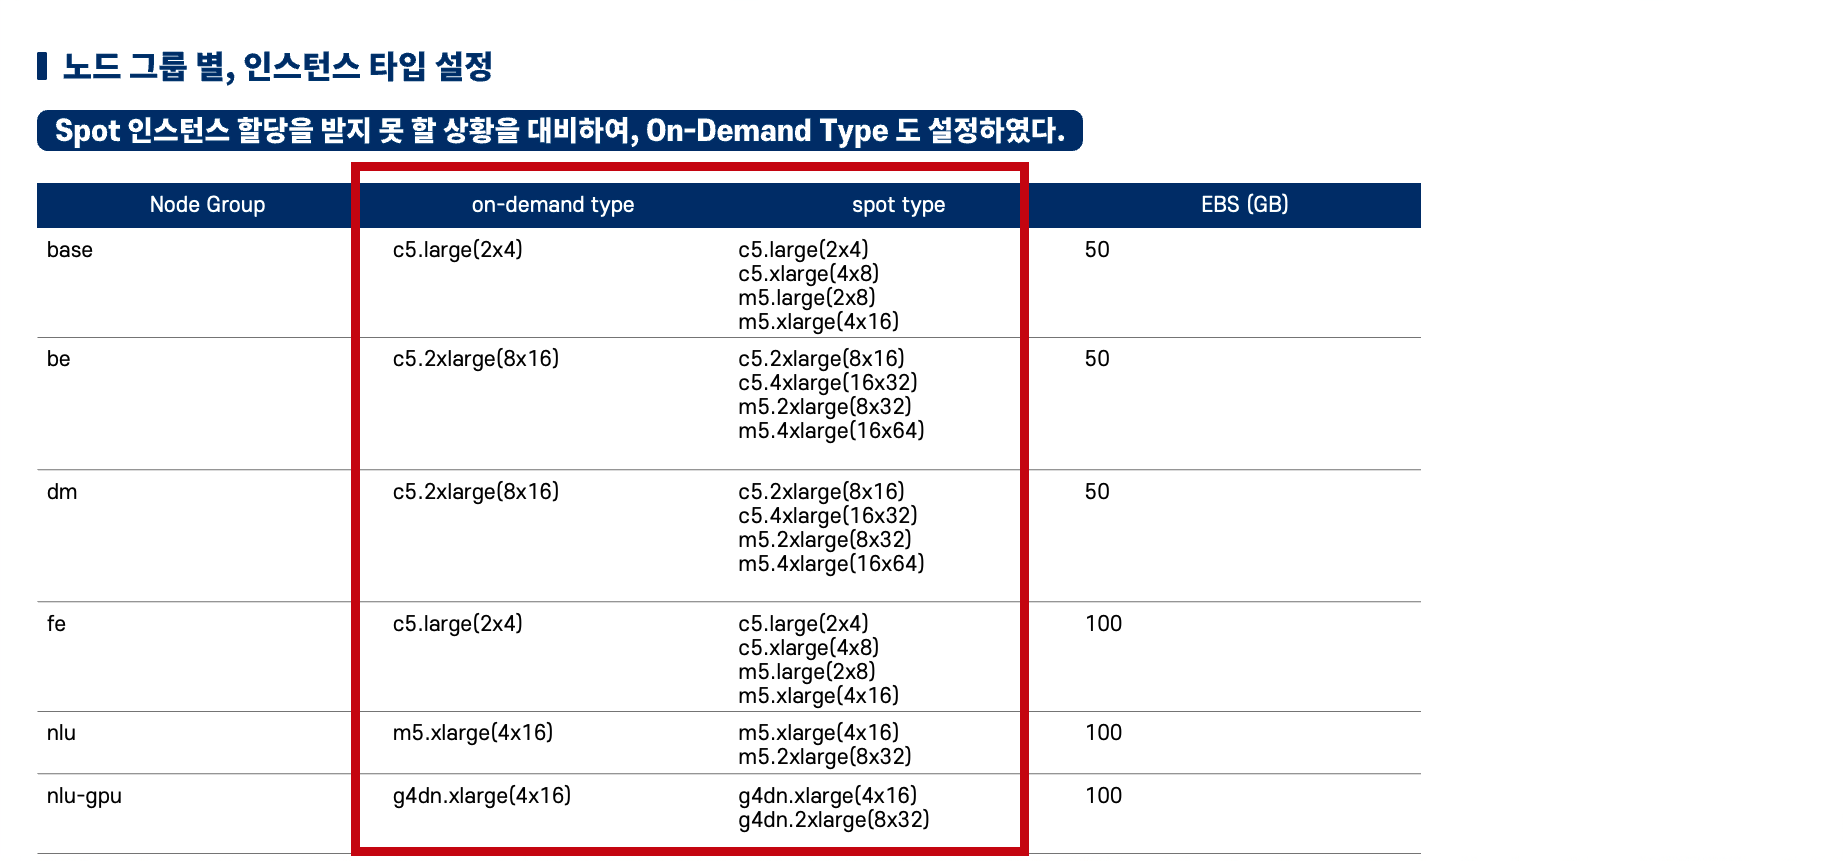 노드 그룹 별, 인스턴스 타입 설정
Spot 인스턴스 할당을 받지 못 할 상황을 대비하여, On-Demand Type 도 설정하였다.
Node Group on-demand type spot type EBS (GB)
base c5.large(2x4) c5.large(2x4) 50
c5.xlarge(4x8)
m5.large(2x8)
m5.xlarge(4x16)
be c5.2xlarge(8x16) c5.2xlarge(8x16) 50
c5.4xlarge(16x32)
m5.2xlarge(8x32)
m5.4xlarge(16x64)
dm c5.2xlarge(8x16) c5.2xlarge(8x16) 50
c5.4xlarge(16x32)
m5.2xlarge(8x32)
m5.4xlarge(16x64)
fe c5.large(2x4) c5.large(2x4) 100
c5.xlarge(4x8)
m5.large(2x8)
m5.xlarge(4x16)
nlu m5.xlarge(4x16) m5.xlarge(4x16) 100
m5.2xlarge(8x32)
nlu-gpu g4dn.xlarge(4x16) g4dn.xlarge(4x16) 100
g4dn.2xlarge(8x32)